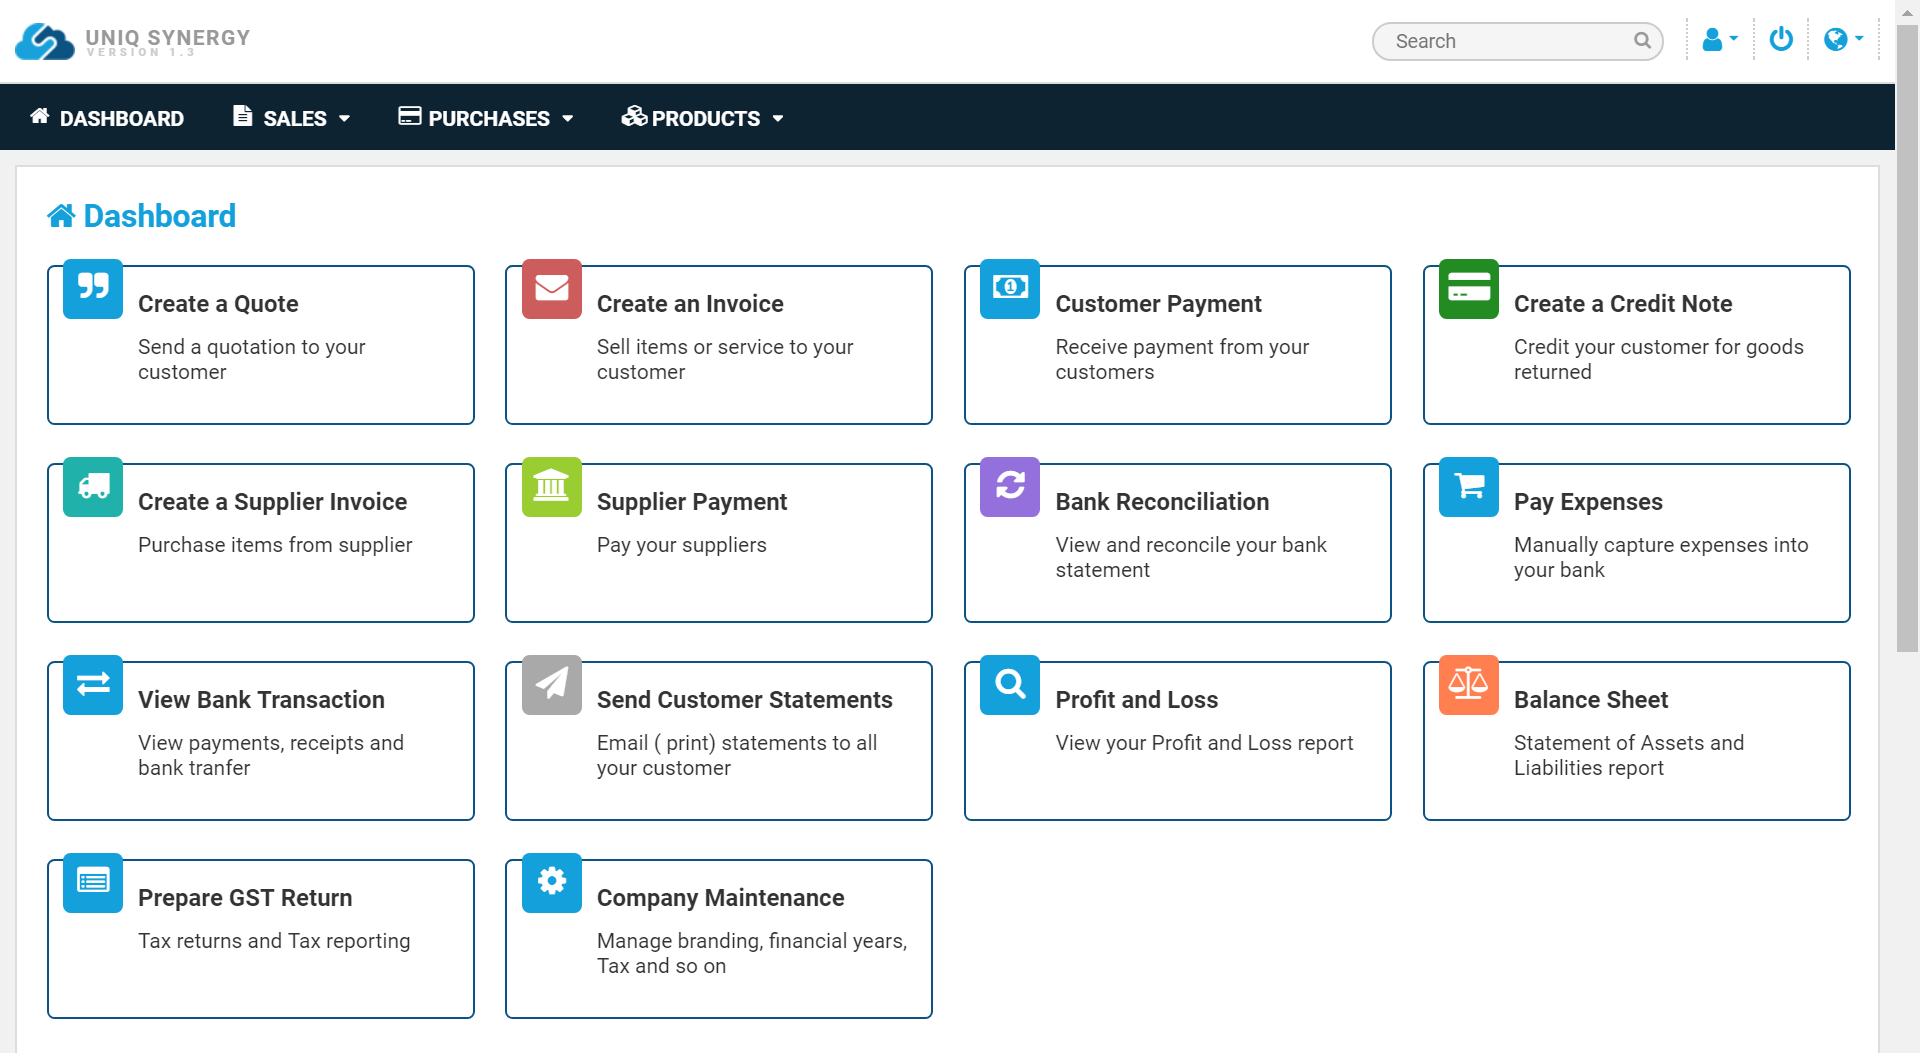 UNIQ SYNERGY
VERSION 1.3
Search
DASHBOARD
SALES
PURCHASES
PRODUCTS
Dashboard
Create a Quote
Send a quotation to your
customer
Create an Invoice
Sell items or service to your
customer
Customer Payment
Receive payment from your
customers
Create a Credit Note
Credit your customer for goods
returned
Create a Supplier Invoice
Purchase items from supplier
Supplier Payment
Pay your suppliers
Bank Reconciliation
View and reconcile your bank
statement
Pay Expenses
Manually capture expenses into
your bank
View Bank Transaction
View payments, receipts and
bank tranfer
Send Customer Statements
Email ( print) statements to all
your customer
Profit and Loss
View your Profit and Loss report
Balance Sheet
Statement of Assets and
Liabilities report
Prepare GST Return
Tax returns and Tax reporting
Company Maintenance
Manage branding, financial years,
Tax and so on